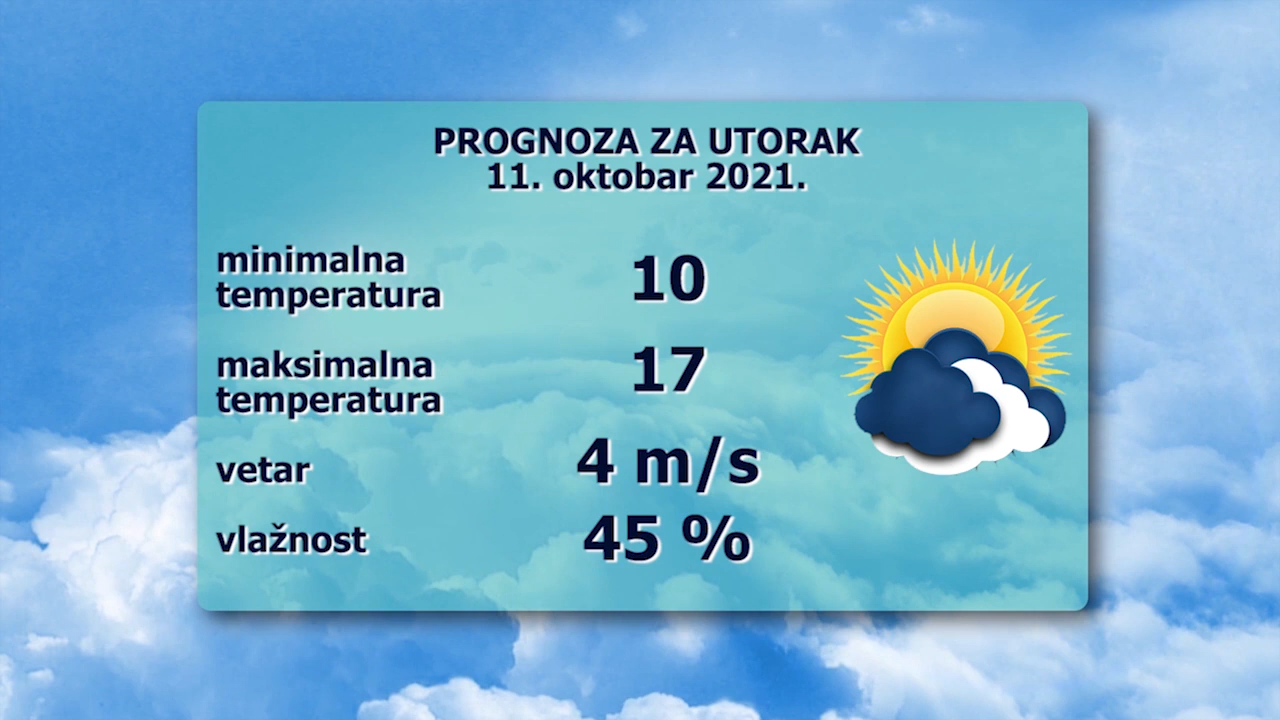 PROGNOZA ZA UTORAK
11. oktobar 2021.
minimalna
temperatura
10
maksimalna
temperatura
17
vetar
4 m/s
vlažnost
45 %